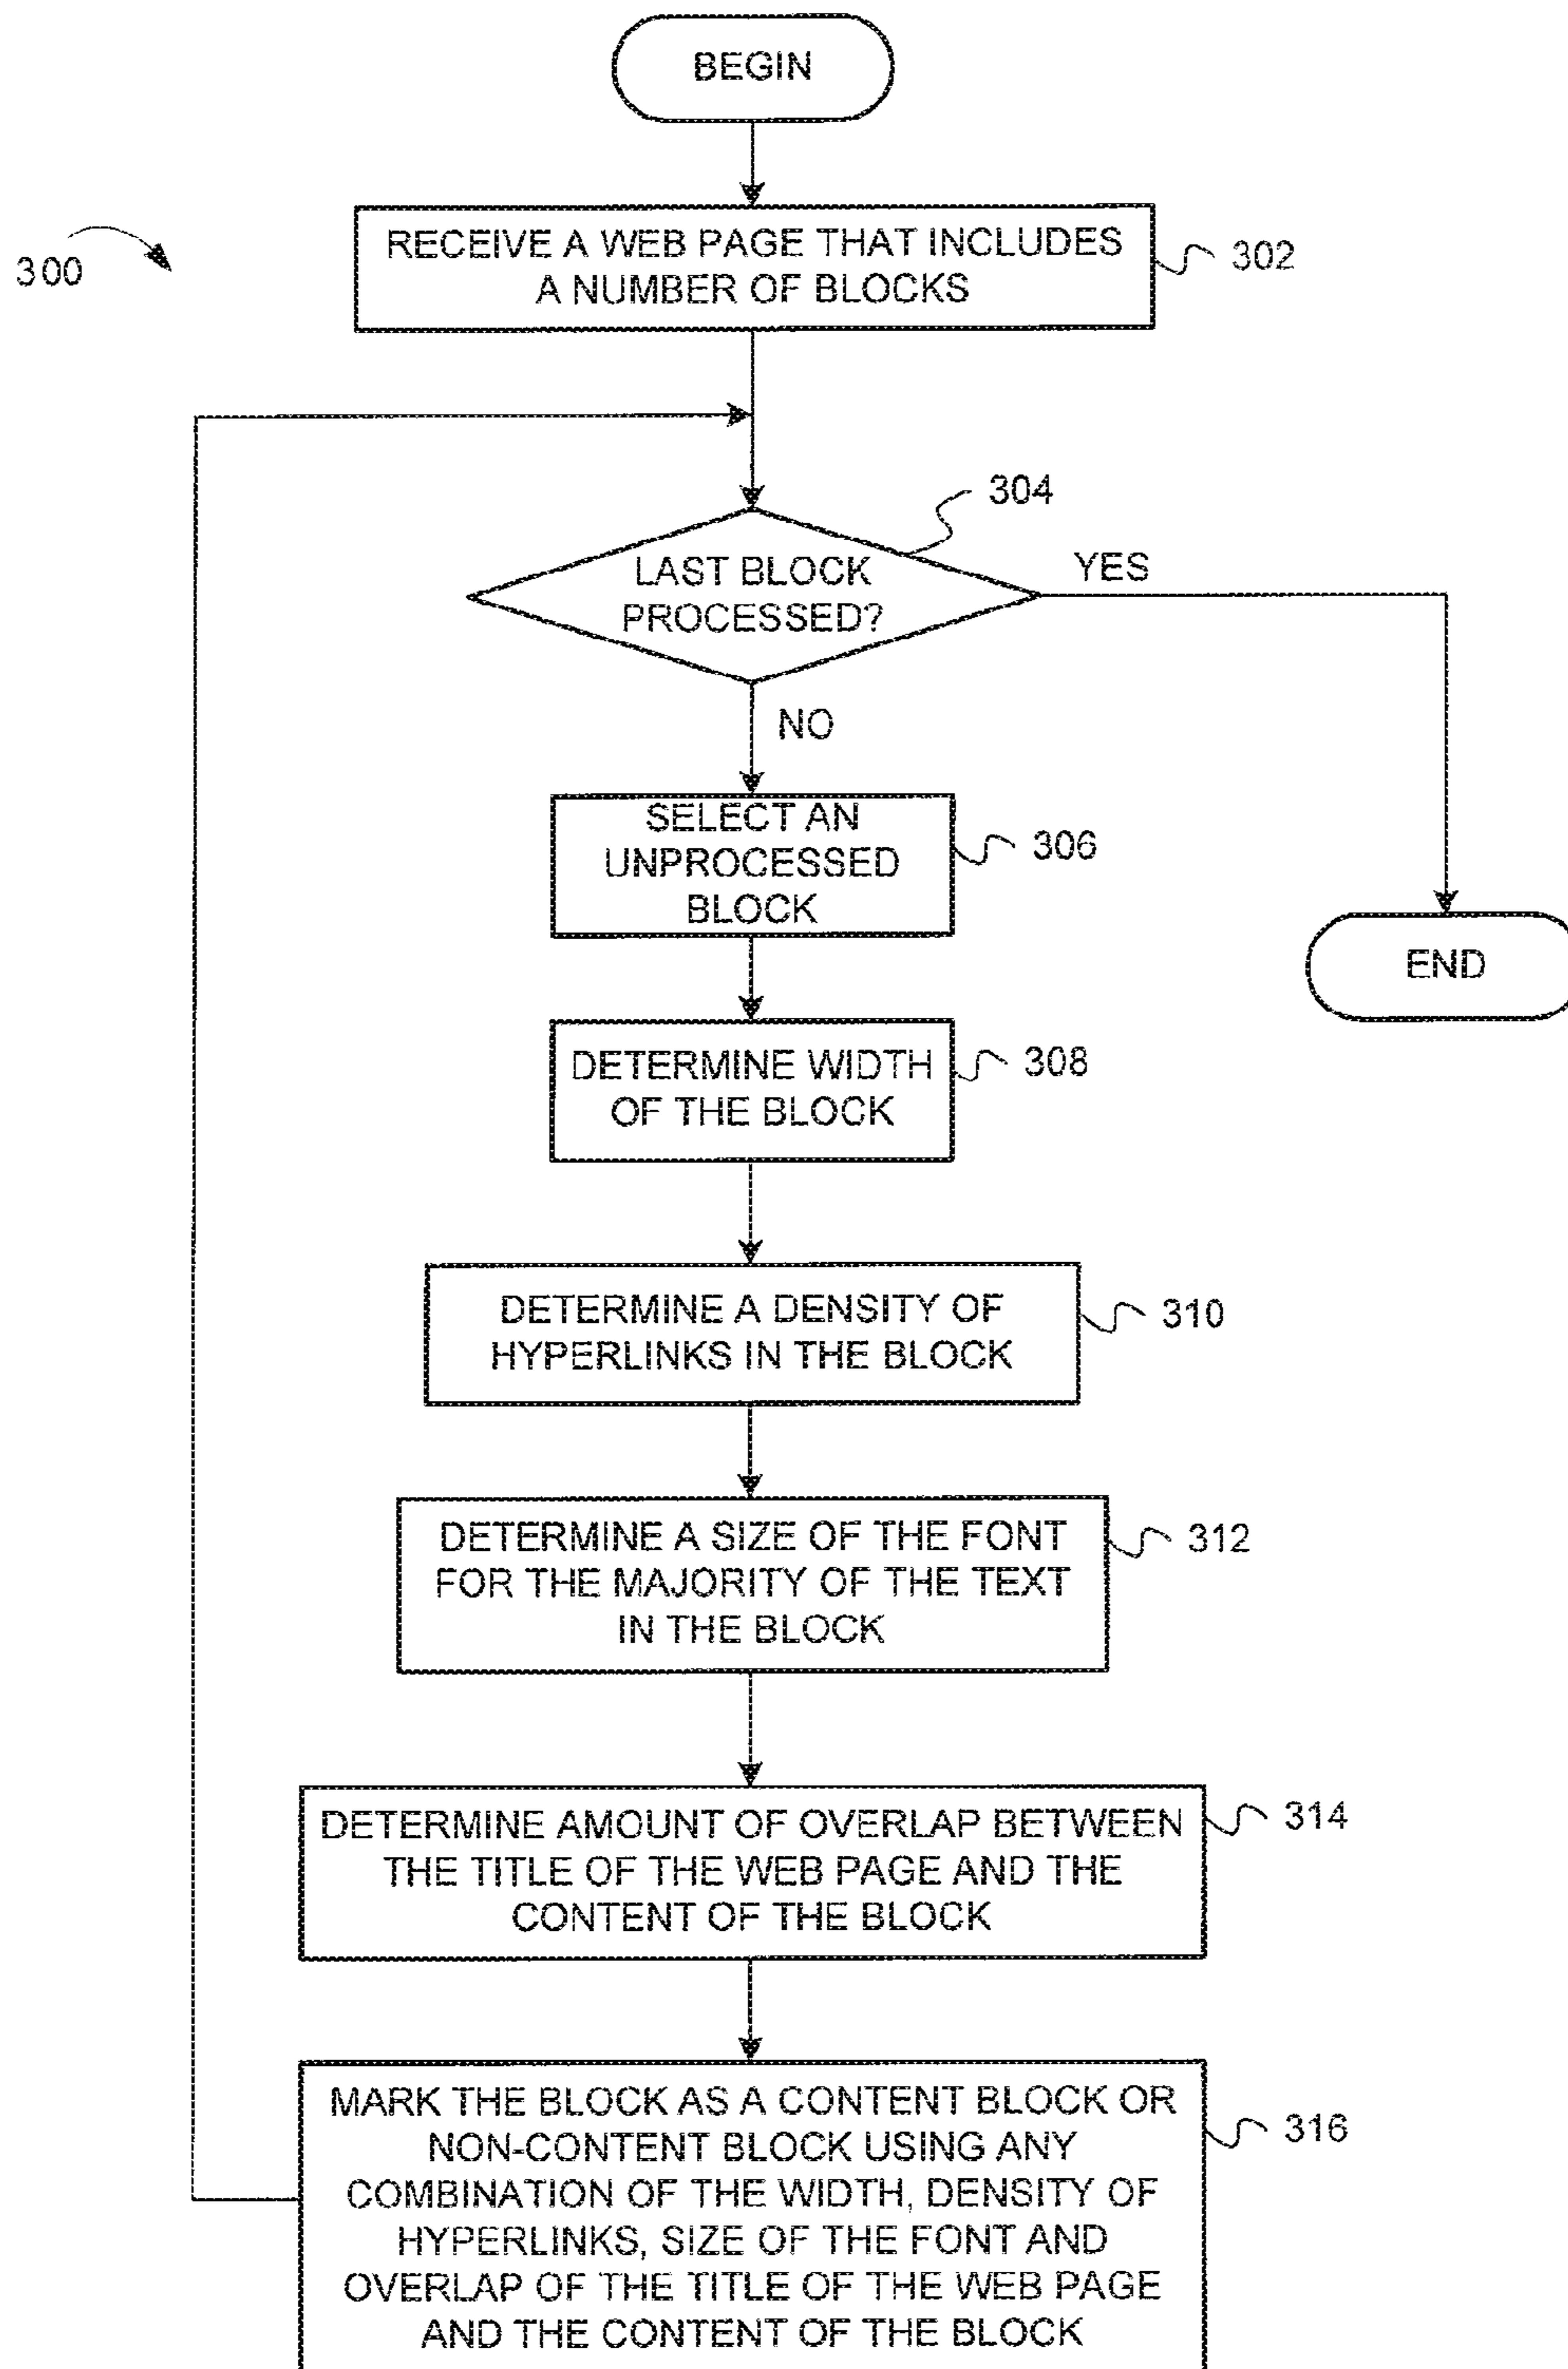 BEGIN
300
RECEIVE A WEB PAGE THAT INCLUDES
A NUMBER OF BLOCKS
302
304
LAST BLOCK
PROCESSED?
YES
NO
SELECT AN
UNPROCESSED
BLOCK
306
END
DETERMINE WIDTH
OF THE BLOCK
308
DETERMINE A DENSITY OF
HYPERLINKS IN THE BLOCK
310
DETERMINE A SIZE OF THE FONT
FOR THE MAJORITY OF THE TEXT
IN THE BLOCK
312
DETERMINE AMOUNT OF OVERLAP BETWEEN
THE TITLE OF THE WEB PAGE AND THE
CONTENT OF THE BLOCK
314
MARK THE BLOCK AS A CONTENT BLOCK OR
NON-CONTENT BLOCK USING ANY
COMBINATION OF THE WIDTH, DENSITY OF
HYPERLINKS, SIZE OF THE FONT AND
OVERLAP OF THE TITLE OF THE WEB PAGE
AND THE CONTENT OF THE BLOCK
316